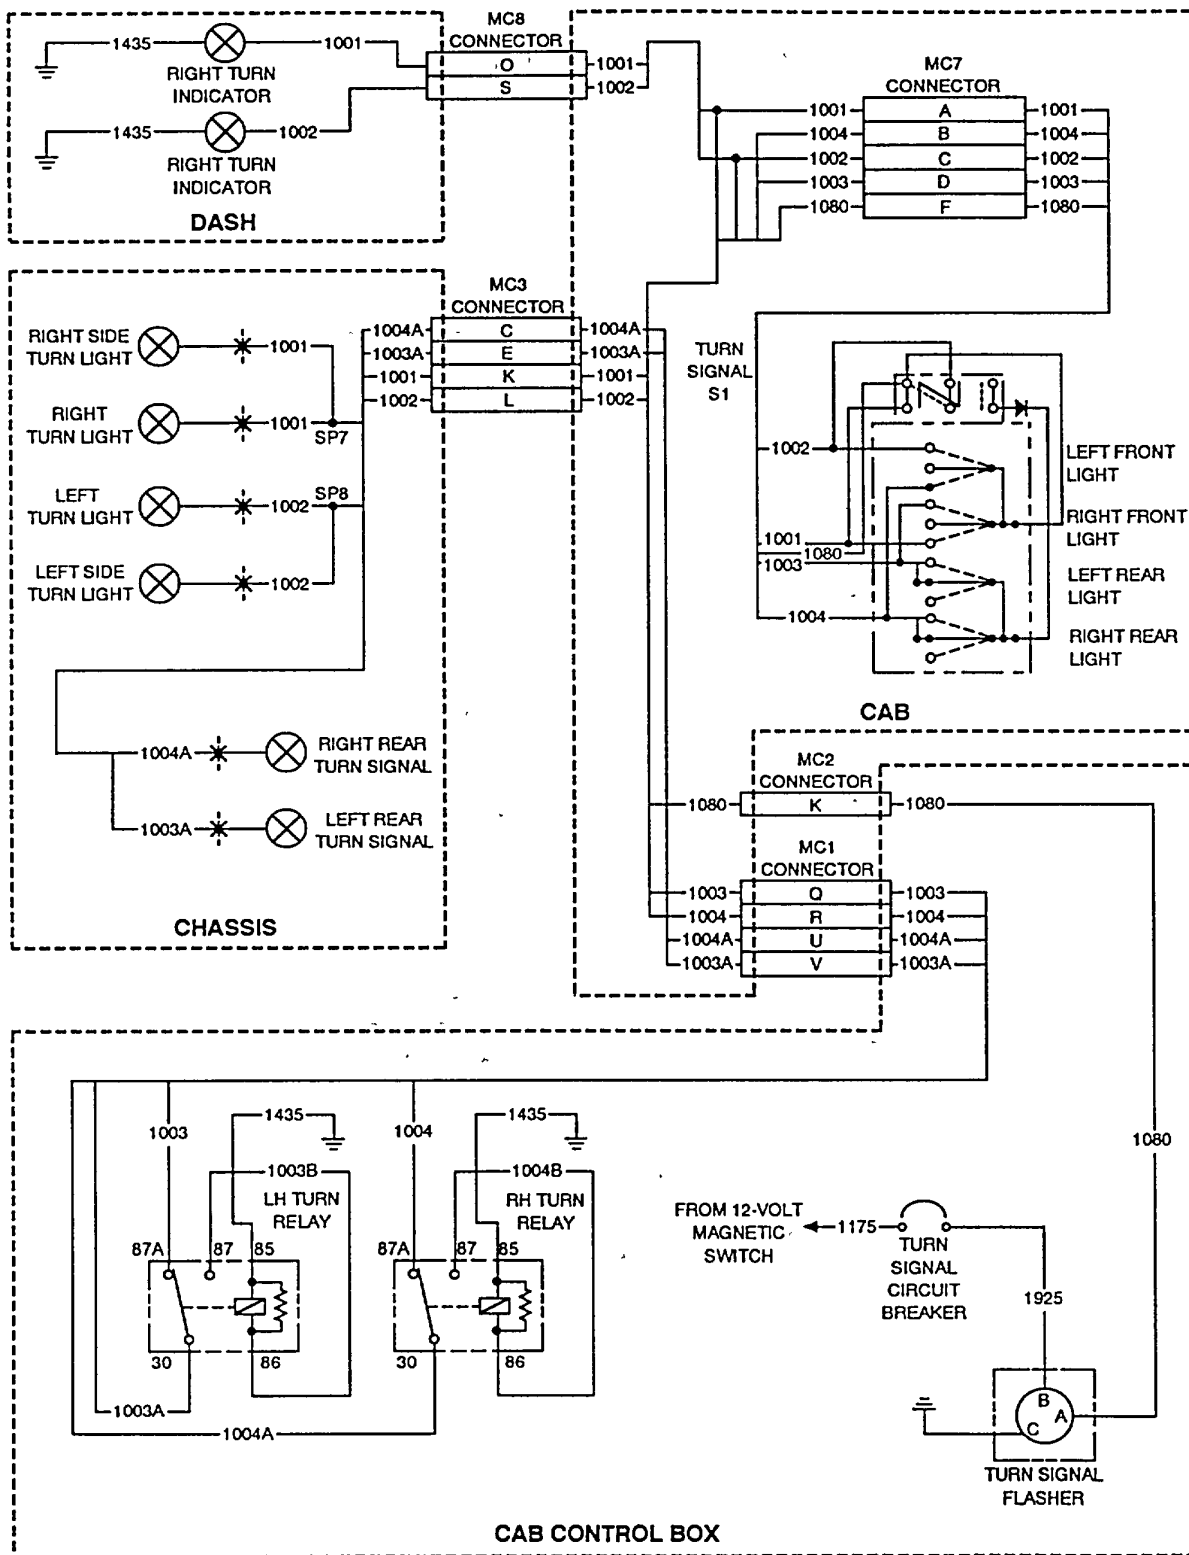 MC8
CONNECTOR
1435
1001
O
1001
RIGHT TURN
INDICATOR
S
1002
1435
1002
RIGHT TURN
INDICATOR
DASH
MC7
CONNECTOR
1001
A
1001
1004
B
1004
1002
C
1002
1003
D
1003
1080
F
1080
MC3
CONNECTOR
1004A
C
1004A
1003A
E
1003A
1001
K
1001
1002
L
1002
RIGHT SIDE
TURN LIGHT
1001
RIGHT
TURN LIGHT
1001
SP7
LEFT
TURN LIGHT
1002
SP8
LEFT SIDE
TURN LIGHT
1002
1004A
RIGHT REAR
TURN SIGNAL
1003A
LEFT REAR
TURN SIGNAL
CHASSIS
TURN
SIGNAL
S1
1002
LEFT FRONT
LIGHT
1001
1080
1003
RIGHT FRONT
LIGHT
LEFT REAR
LIGHT
1004
RIGHT REAR
LIGHT
CAB
MC2
CONNECTOR
1080
K
1080
MC1
CONNECTOR
1003
Q
1003
1004
R
1004
1004A
U
1004A
1003A
V
1003A
1003
1435
1003B
LH TURN
RELAY
87A
87
85
30
86
1003A
1004
1435
1004B
RH TURN
RELAY
87A
87
85
30
86
1004A
1080
FROM 12-VOLT
MAGNETIC
SWITCH
1175
TURN
SIGNAL
CIRCUIT
BREAKER
1925
B
A
C
TURN SIGNAL
FLASHER
CAB CONTROL BOX